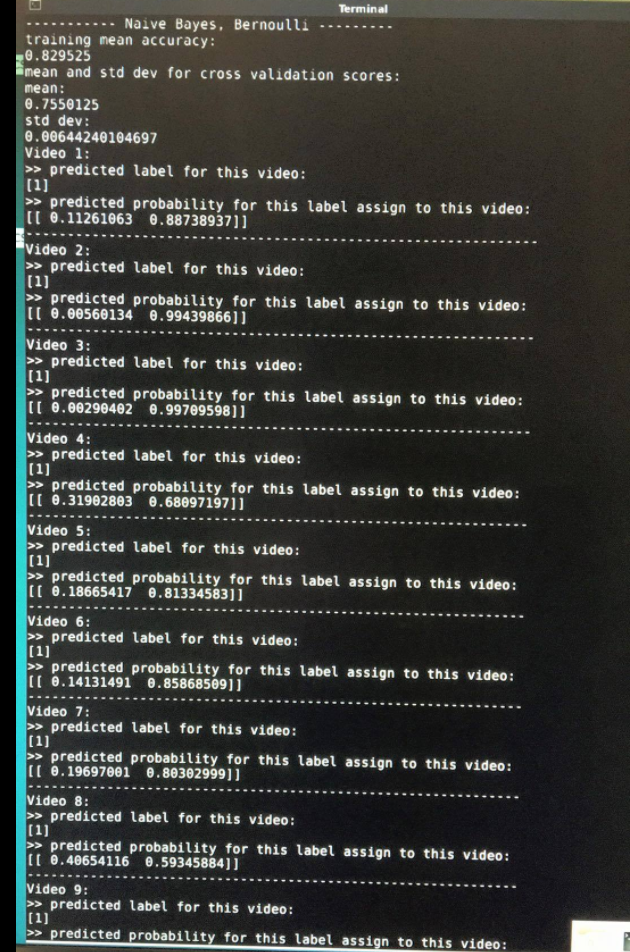 Terminal
----------- Naive Bayes, Bernoulli ---------
training mean accuracy:
0.829525
mean and std dev for cross validation scores:
mean:
0.7550125
std dev:
0.00644240104697
Video 1:
>> predicted label for this video:
[1]
>> predicted probability for this label assign to this video:
[[ 0.11261063  0.88738937]]
-------------------------------------------------------------
Video 2:
>> predicted label for this video:
[1]
>> predicted probability for this label assign to this video:
[[ 0.00560134  0.99439866]]
-------------------------------------------------------------
Video 3:
>> predicted label for this video:
[1]
>> predicted probability for this label assign to this video:
[[ 0.00290402  0.99709598]]
-------------------------------------------------------------
Video 4:
>> predicted label for this video:
[1]
>> predicted probability for this label assign to this video:
[[ 0.31902803  0.68097197]]
-------------------------------------------------------------
Video 5:
>> predicted label for this video:
[1]
>> predicted probability for this label assign to this video:
[[ 0.18665417  0.81334583]]
-------------------------------------------------------------
Video 6:
>> predicted label for this video:
[1]
>> predicted probability for this label assign to this video:
[[ 0.14131491  0.85868509]]
-------------------------------------------------------------
Video 7:
>> predicted label for this video:
[1]
>> predicted probability for this label assign to this video:
[[ 0.19697001  0.80302999]]
-------------------------------------------------------------
Video 8:
>> predicted label for this video:
[1]
>> predicted probability for this label assign to this video:
[[ 0.40654116  0.59345884]]
-------------------------------------------------------------
Video 9:
>> predicted label for this video:
[1]
>> predicted probability for this label assign to this video: